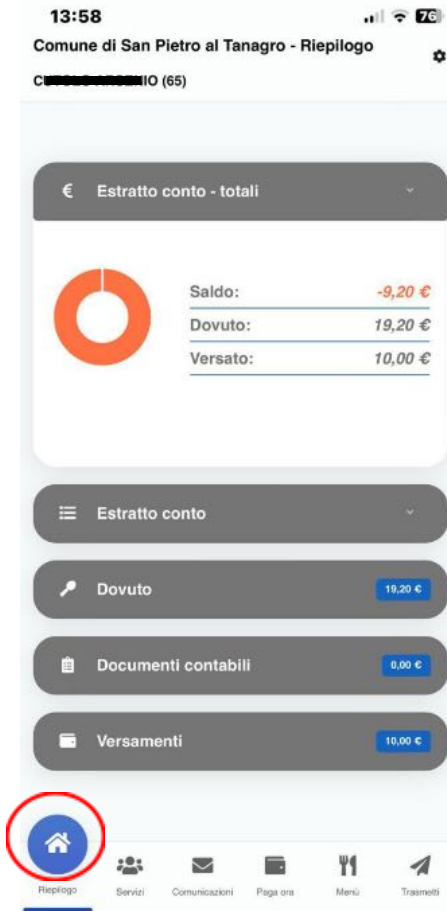 13:58
76
Comune di San Pietro al Tanagro - Riepilogo
IO (65)
€ Estratto conto - totali
Saldo: -9,20 €
Dovuto: 19,20 €
Versato: 10,00 €
Estratto conto
Dovuto 19,20 €
Documenti contabili 0,00 €
Versamenti 10,00 €
Riepilogo Servizi Comunicazioni Paga ora Menù Trasmetti